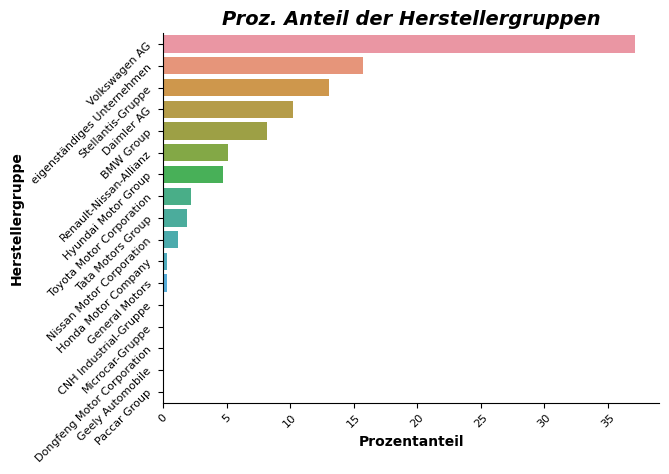 Proz. Anteil der Herstellergruppen
Herstellergruppe
Volkswagen AG
eigenständiges Unternehmen
Stellantis-Gruppe
Daimler AG
BMW Group
Renault-Nissan-Allianz
Hyundai Motor Group
Toyota Motor Corporation
Tata Motors Group
Nissan Motor Corporation
Honda Motor Company
General Motors
CNH Industrial-Gruppe
Microcar-Gruppe
Dongfeng Motor Corporation
Geely Automobile
Paccar Group
0 5 10 15 20 25 30 35
Prozentanteil